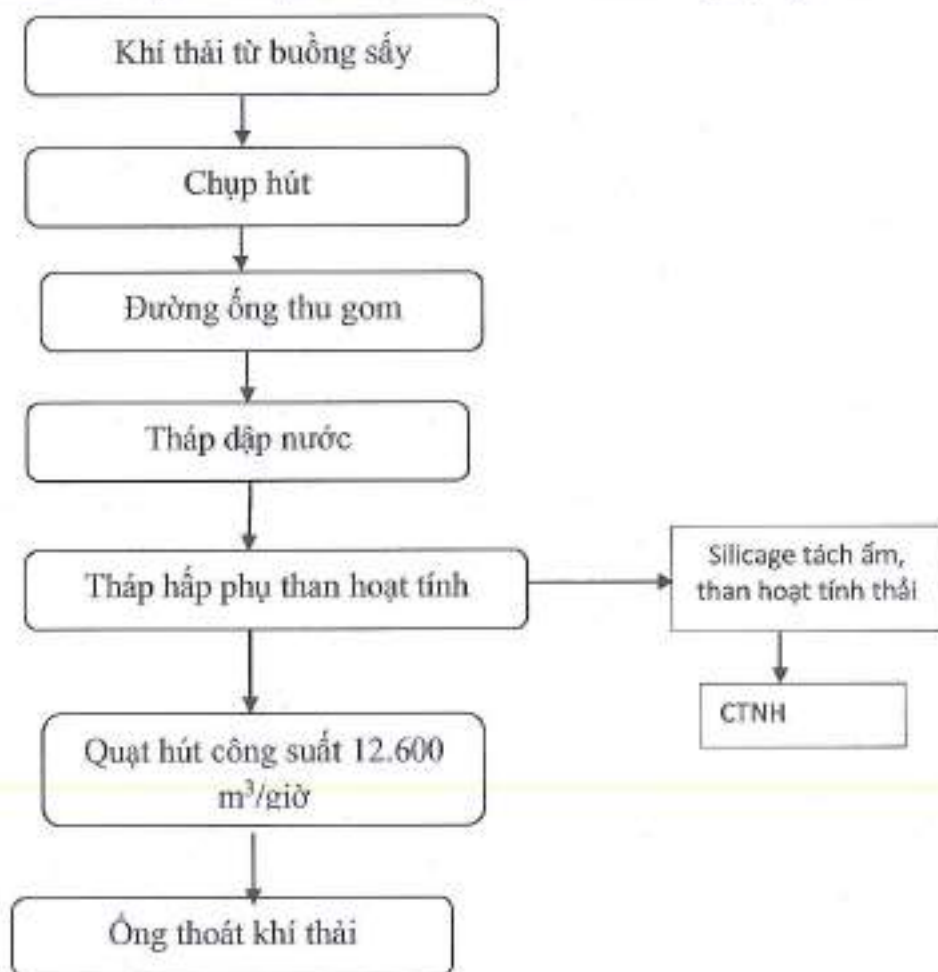 Khí thải từ buồng sấy
Chụp hút
Đường ống thu gom
Tháp dập nước
Tháp hấp phụ than hoạt tính
Silicage tách ẩm,
than hoạt tính thải
CTNH
Quạt hút công suất 12.600
m³/giờ
Ống thoát khí thải